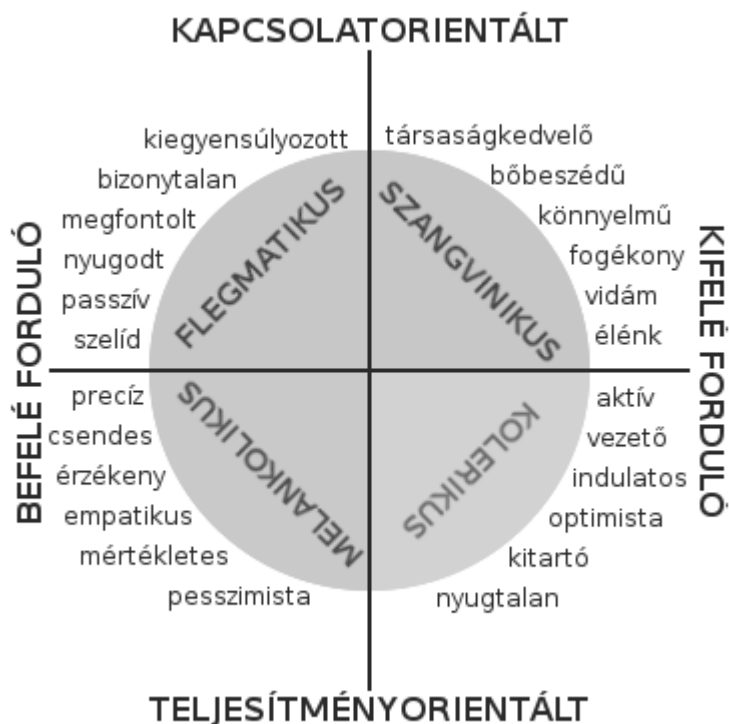 KAPCSOLATORIENTÁLT
kiegyensúlyozott
bizonytalan
megfontolt
nyugodt
passzív
szelíd
FLEGMATIKUS
társaságkedvelő
bőbeszédű
könnyelmű
fogékony
vidám
élénk
SZANGVINIKUS
BEFELÉ FORDULÓ
KIFELÉ FORDULÓ
precíz
csendes
érzékeny
empatikus
mértékletes
pesszimista
MELANKOLIKUS
aktív
vezető
indulatos
optimista
kitartó
nyugtalan
KOLERIKUS
TELJESÍTMÉNYORIENTÁLT